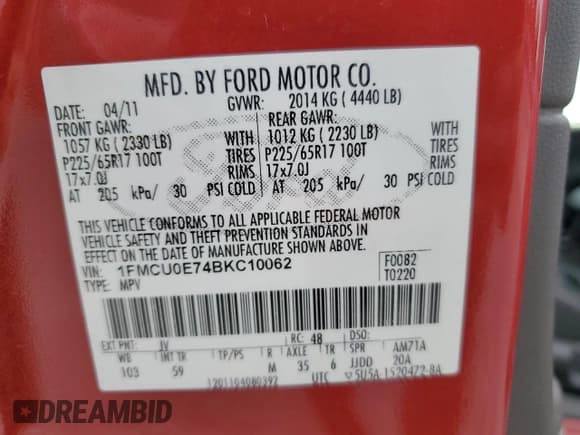 MFD. BY FORD MOTOR CO.
DATE: 04/11 GVWR: 2014 KG ( 4440 LB)
FRONT GAWR: REAR GAWR:
1057 KG ( 2330 LB) WITH 1012 KG ( 2230 LB) WITH
P225/65R17 100T TIRES P225/65R17 100T TIRES
17x7.0J RIMS 17x7.0J RIMS
AT 205 kPa/ 30 PSI COLD AT 205 kPa/ 30 PSI COLD
THIS VEHICLE CONFORMS TO ALL APPLICABLE FEDERAL MOTOR
VEHICLE SAFETY AND THEFT PREVENTION STANDARDS IN
EFFECT ON THE DATE OF MANUFACTURE SHOWN ABOVE.
VIN: 1FMCU0E74BKC10062 F0082
TYPE: MPV T0220
EXT PNT: JV RC: 48 DSO:
WB INT TR TP/PS R AXLE TR SPR AM71A
103 59 M 35 6 JJDD 20A
1201104080392 UTC
DREAMBID